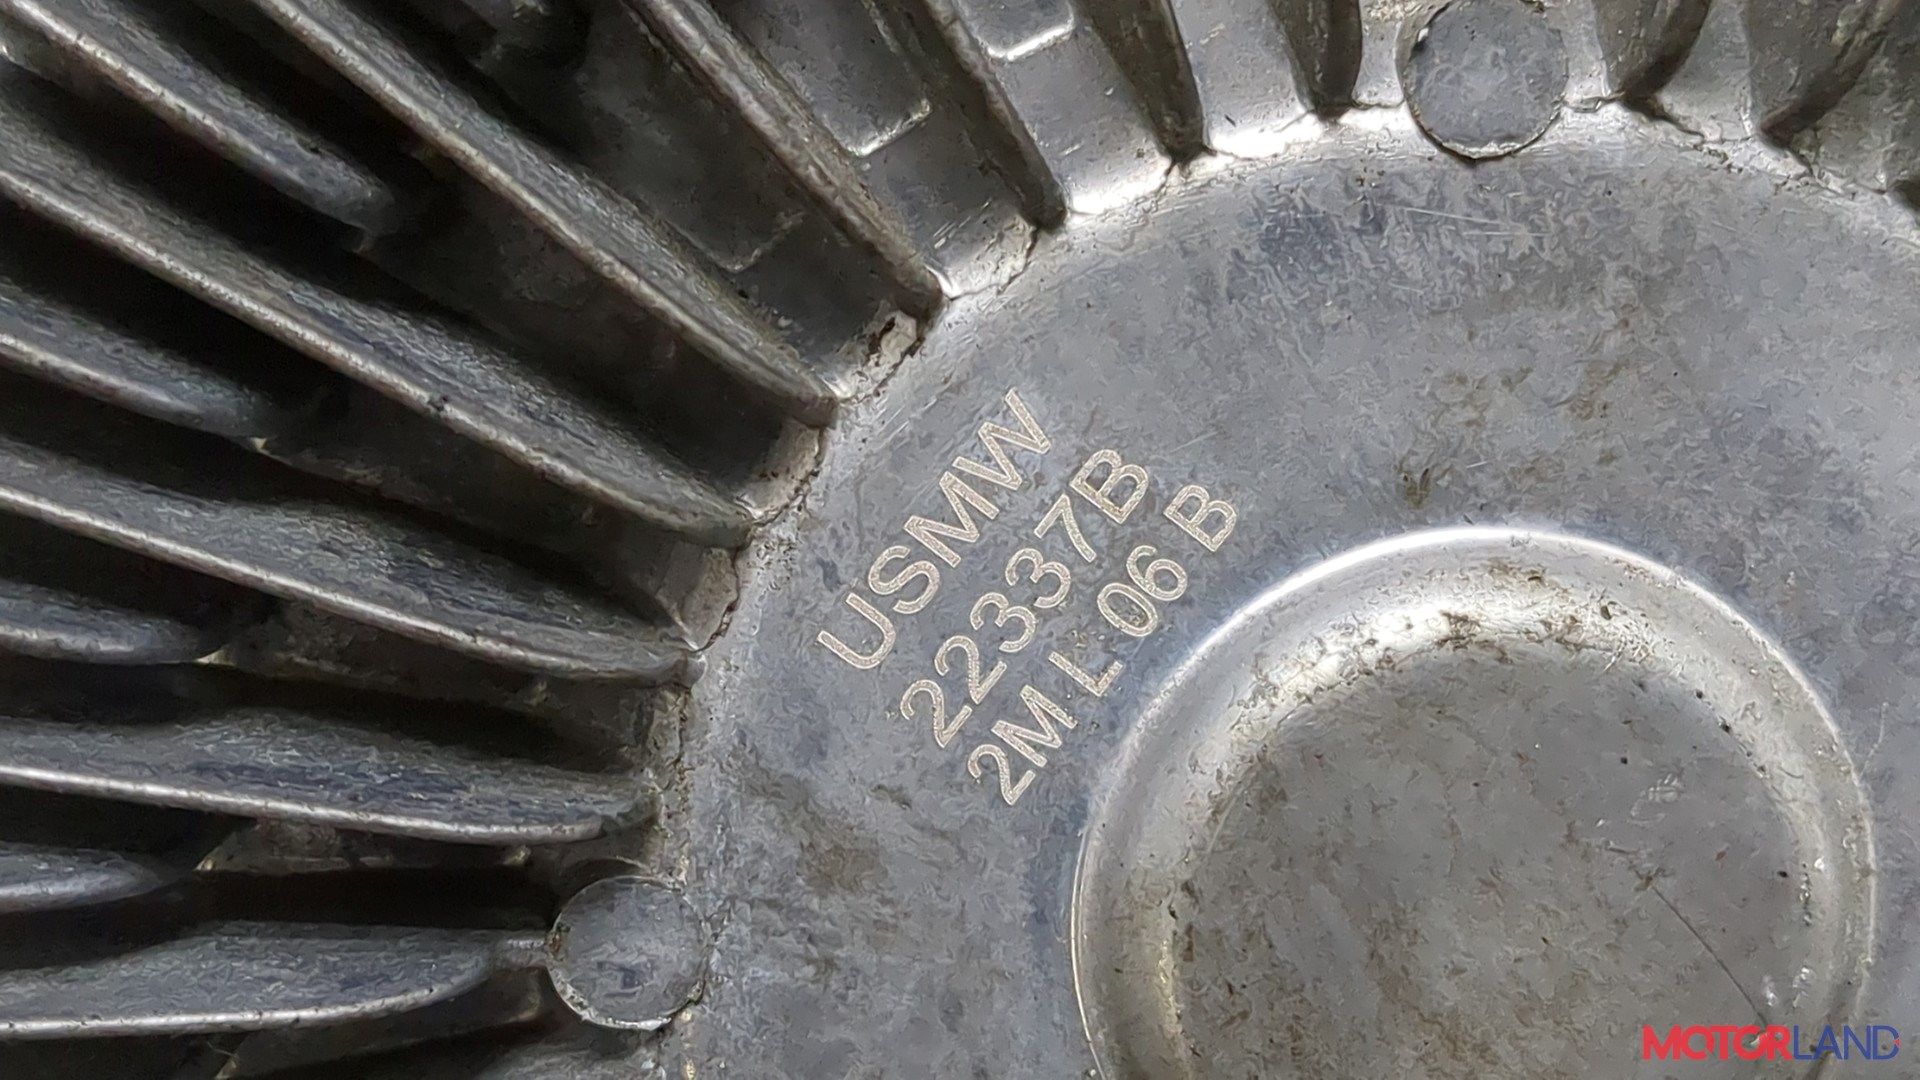 USMW
22337B
2M L 06 B
MOTORLAND